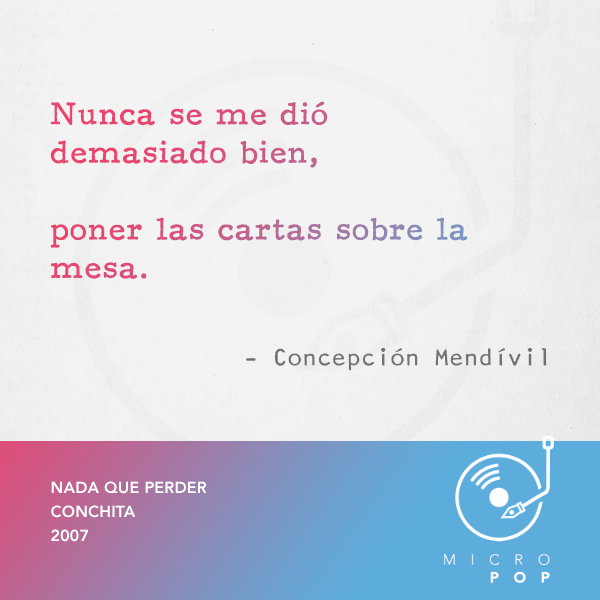 Nunca se me dió
demasiado bien,
poner las cartas sobre la
mesa.
– Concepción Mendívil
NADA QUE PERDER
CONCHITA
2007
MICRO
POP